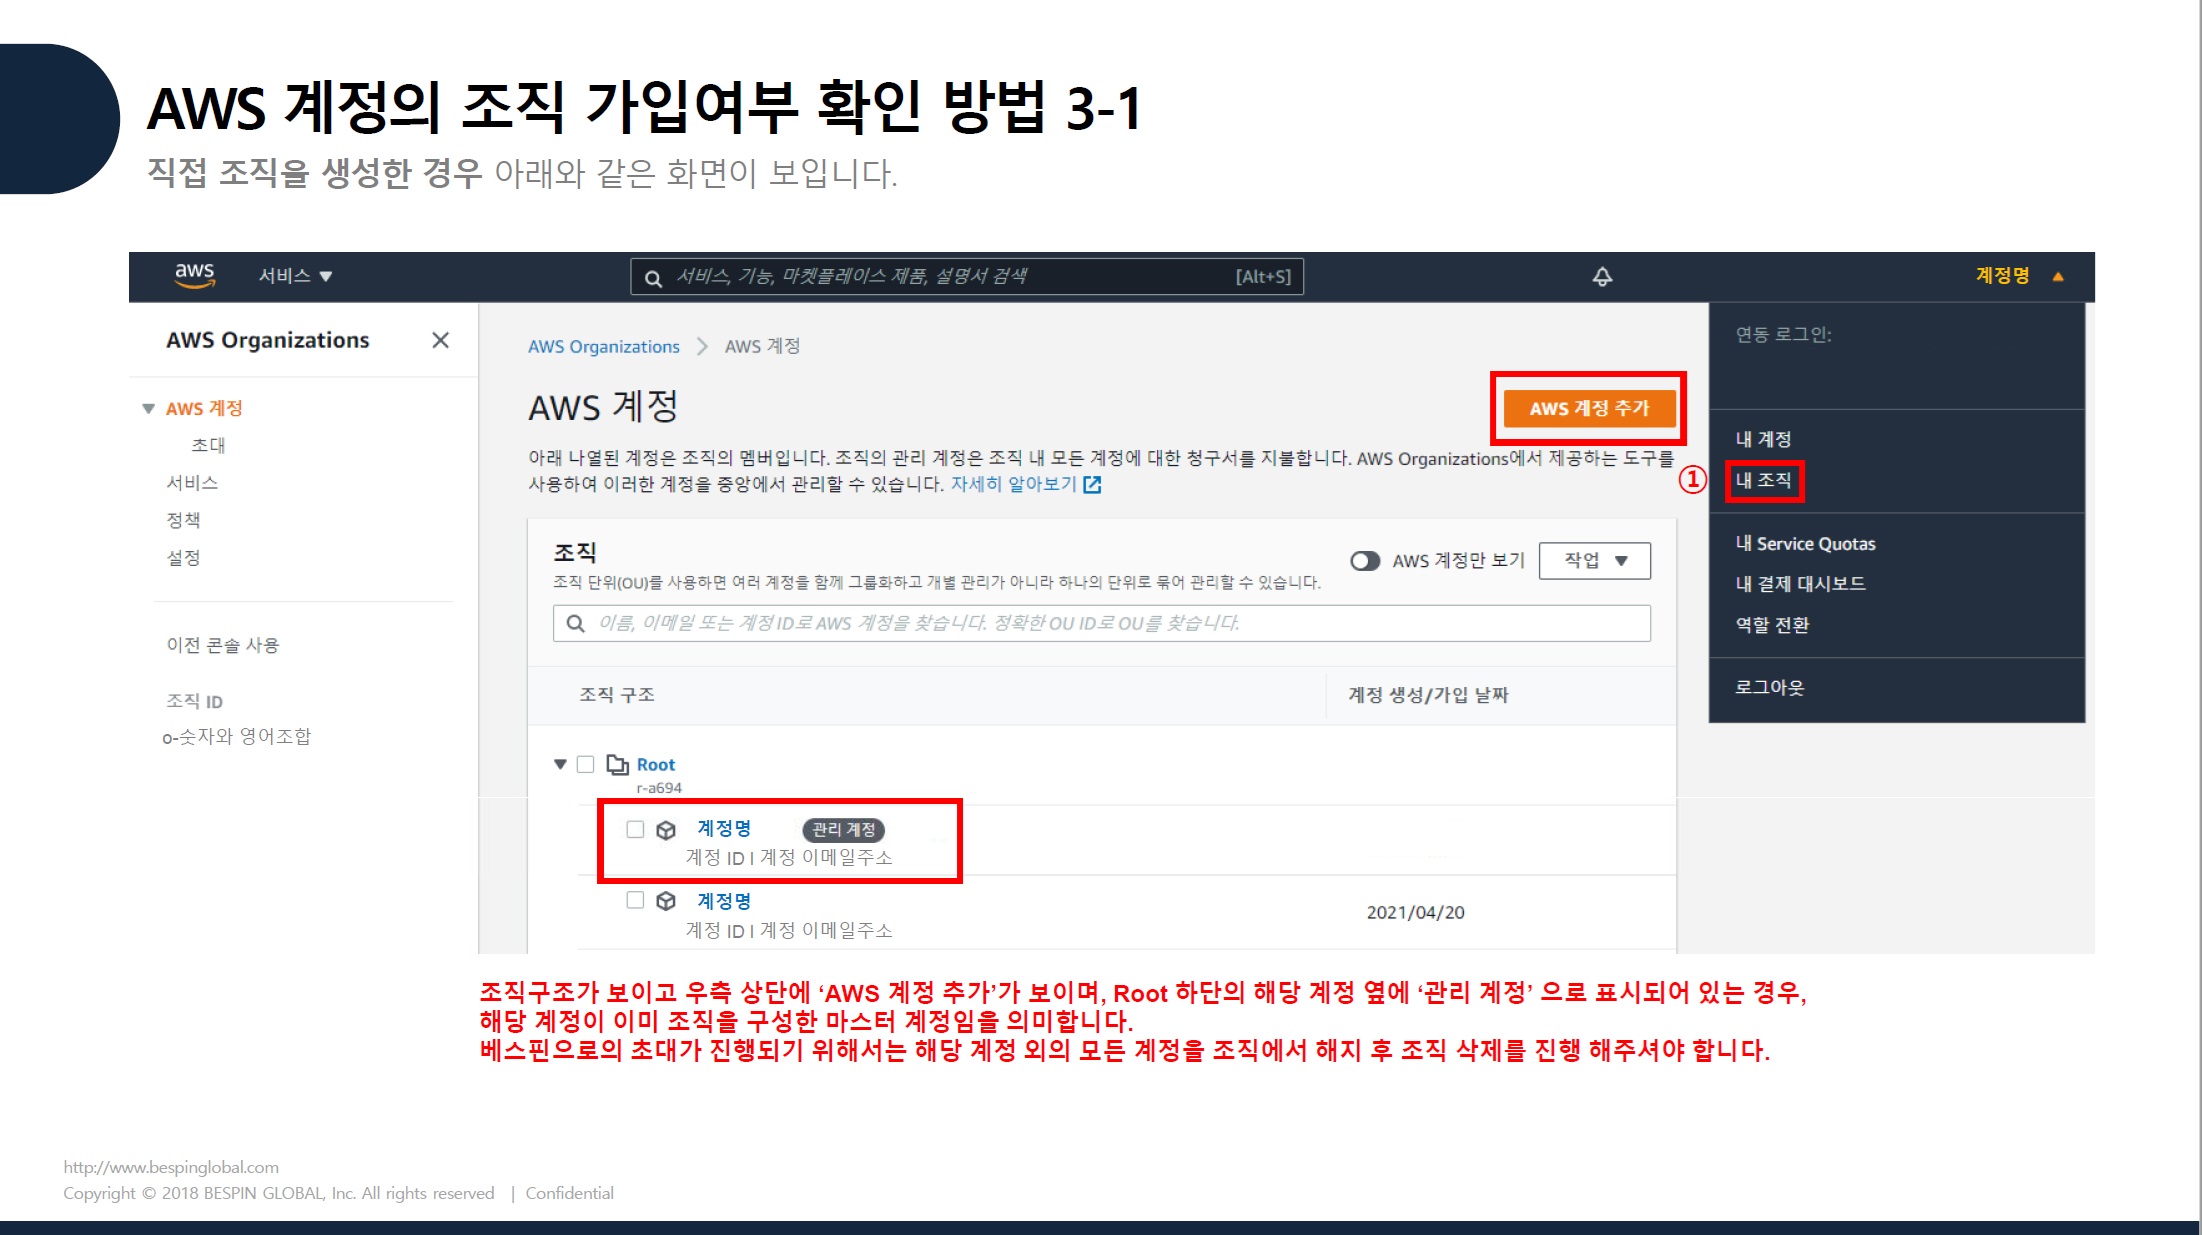 AWS 계정의 조직 가입여부 확인 방법 3-1
직접 조직을 생성한 경우 아래와 같은 화면이 보입니다.
aws 서비스 ▼ 서비스, 기능, 마켓플레이스 제품, 설명서 검색 [Alt+S] 계정명 ▲
AWS Organizations
AWS 계정
초대
서비스
정책
설정
이전 콘솔 사용
조직 ID
o-숫자와 영어조합
AWS Organizations > AWS 계정
AWS 계정
AWS 계정 추가
아래 나열된 계정은 조직의 멤버입니다. 조직의 관리 계정은 조직 내 모든 계정에 대한 청구서를 지불합니다. AWS Organizations에서 제공하는 도구를
사용하여 이러한 계정을 중앙에서 관리할 수 있습니다. 자세히 알아보기
조직
AWS 계정만 보기
작업 ▼
조직 단위(OU)를 사용하면 여러 계정을 함께 그룹화하고 개별 관리가 아니라 하나의 단위로 묶어 관리할 수 있습니다.
이름, 이메일 또는 계정 ID로 AWS 계정을 찾습니다. 정확한 OU ID로 OU를 찾습니다.
조직 구조 계정 생성/가입 날짜
Root
r-a694
계정명 관리 계정
계정 ID I 계정 이메일주소
계정명
계정 ID I 계정 이메일주소
2021/04/20
연동 로그인:
내 계정
① 내 조직
내 Service Quotas
내 결제 대시보드
역할 전환
로그아웃
조직구조가 보이고 우측 상단에 ‘AWS 계정 추가’가 보이며, Root 하단의 해당 계정 옆에 ‘관리 계정’ 으로 표시되어 있는 경우,
해당 계정이 이미 조직을 구성한 마스터 계정임을 의미합니다.
베스핀으로의 초대가 진행되기 위해서는 해당 계정 외의 모든 계정을 조직에서 해지 후 조직 삭제를 진행 해주셔야 합니다.
http://www.bespinglobal.com
Copyright © 2018 BESPIN GLOBAL, Inc. All rights reserved | Confidential